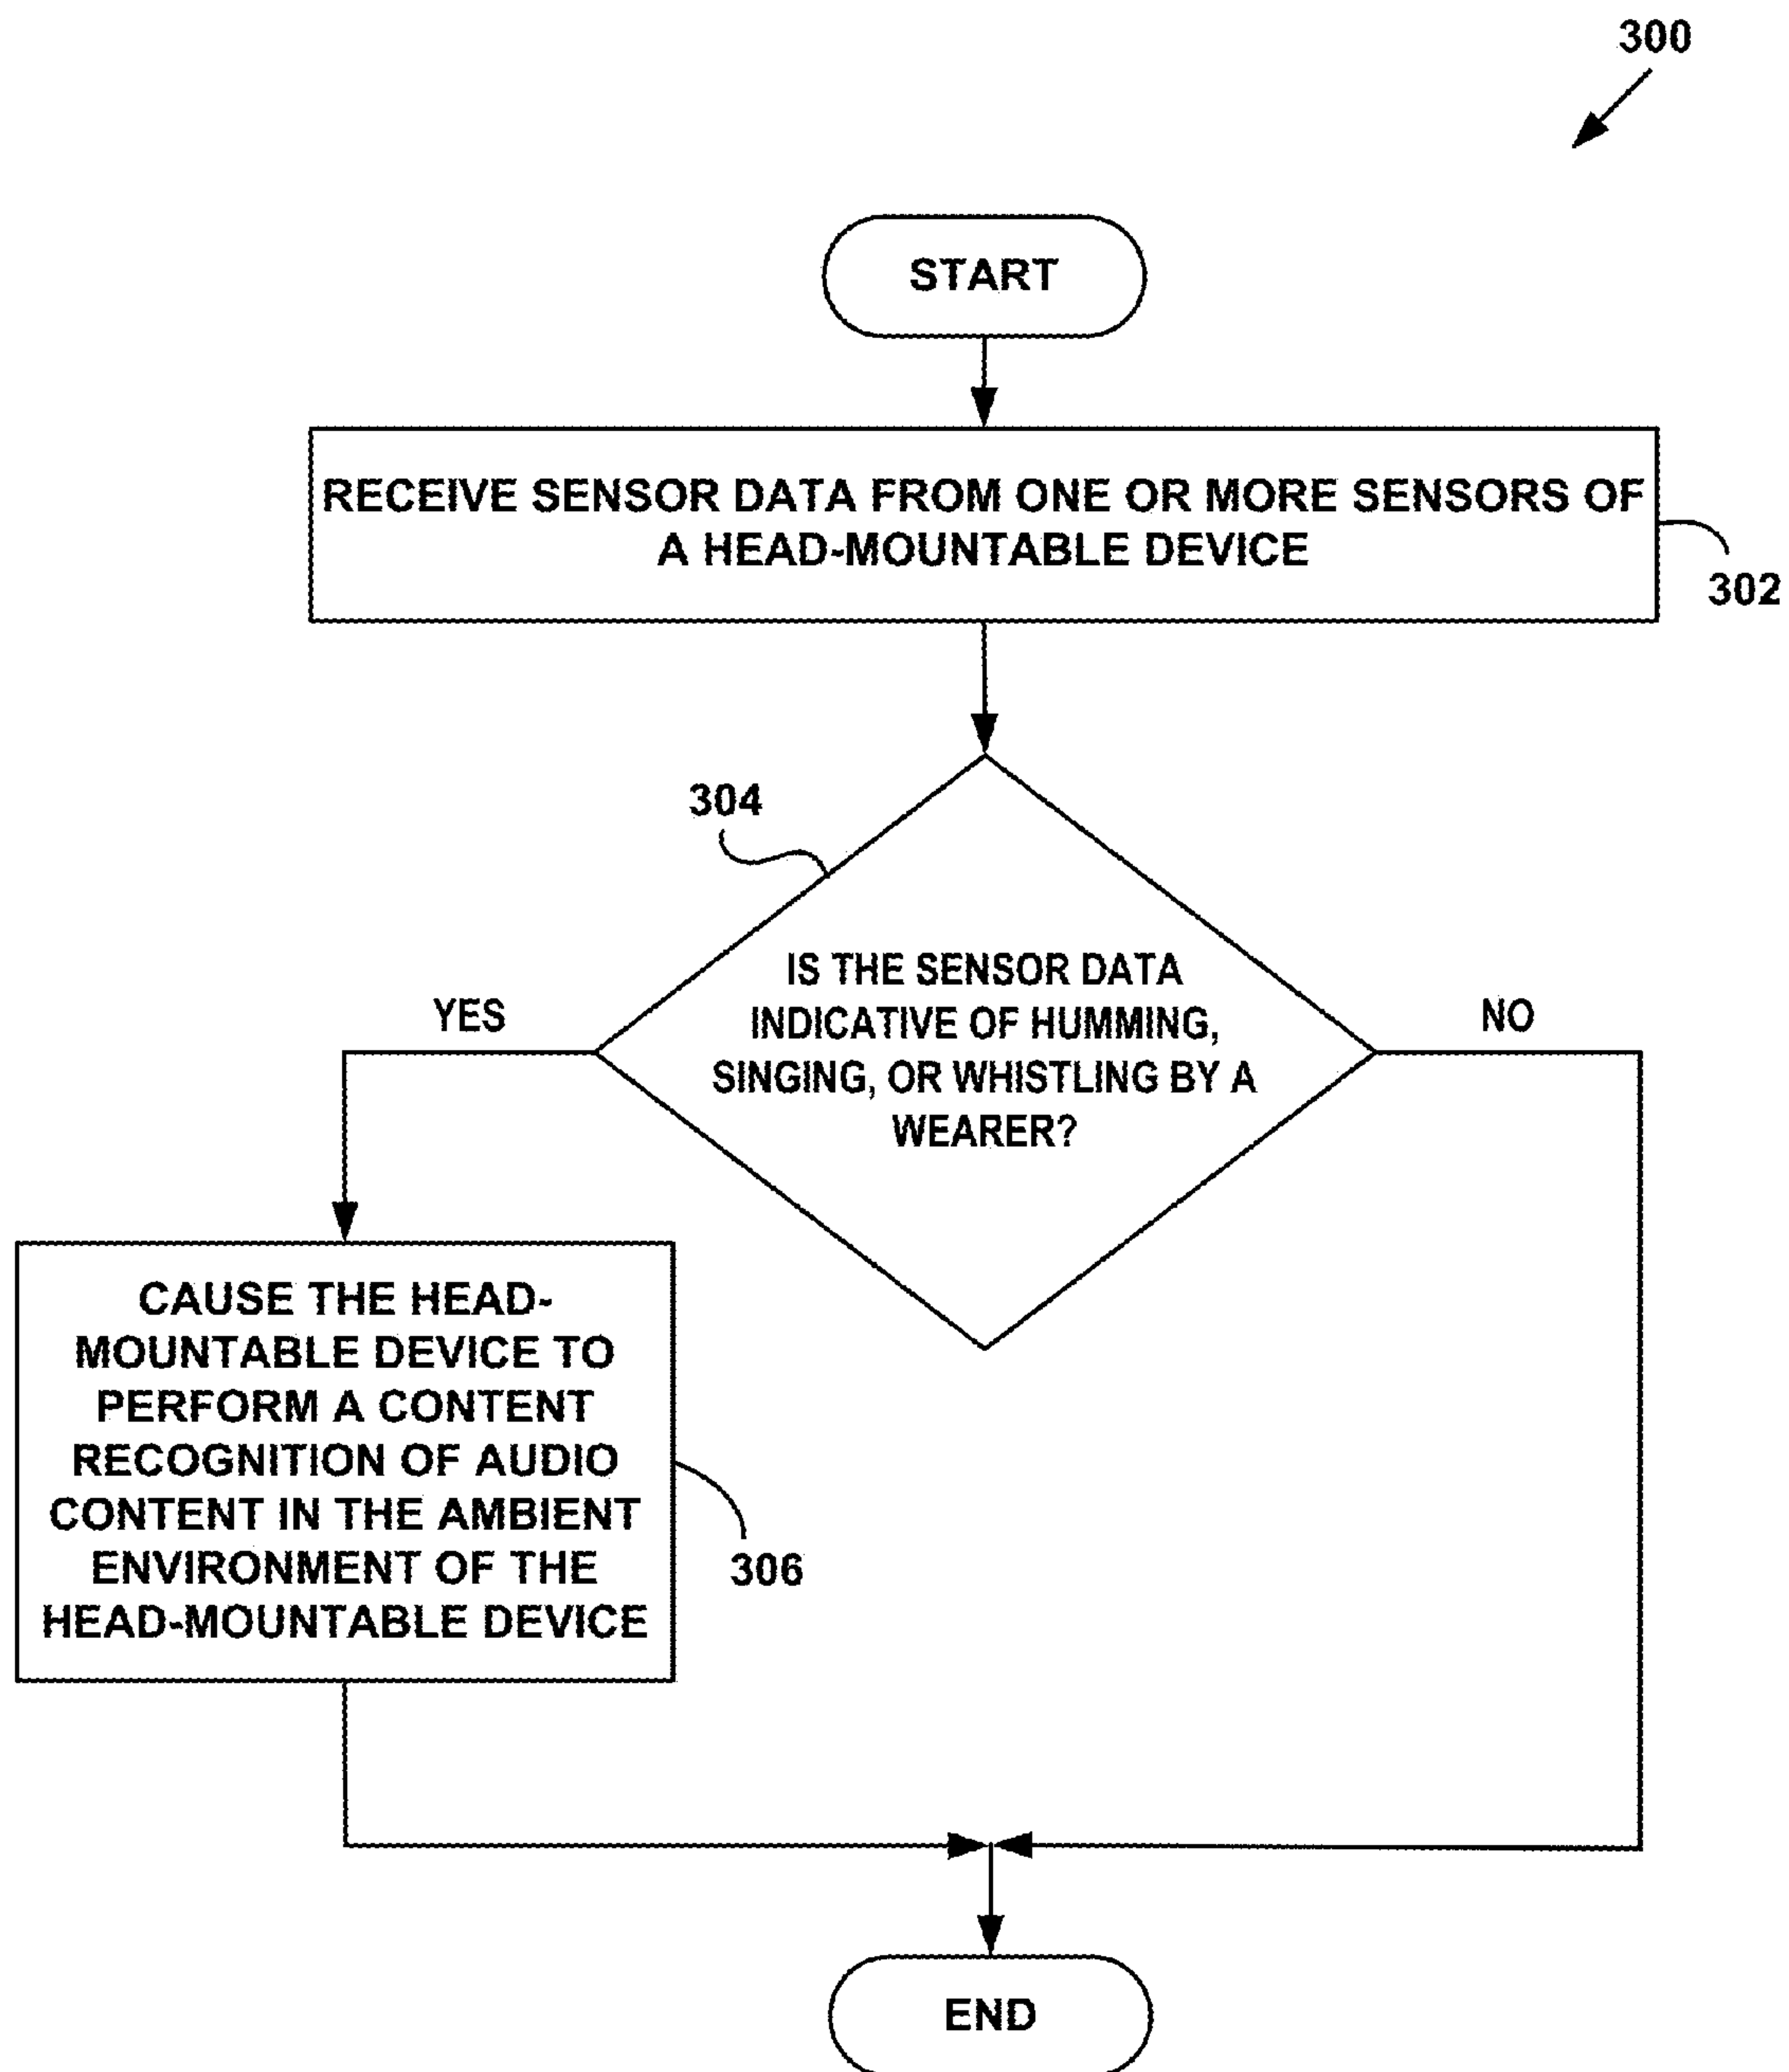 300
START
RECEIVE SENSOR DATA FROM ONE OR MORE SENSORS OF
A HEAD-MOUNTABLE DEVICE
302
304
IS THE SENSOR DATA
INDICATIVE OF HUMMING,
SINGING, OR WHISTLING BY A
WEARER?
YES
NO
CAUSE THE HEAD-
MOUNTABLE DEVICE TO
PERFORM A CONTENT
RECOGNITION OF AUDIO
CONTENT IN THE AMBIENT
ENVIRONMENT OF THE
HEAD-MOUNTABLE DEVICE
306
END